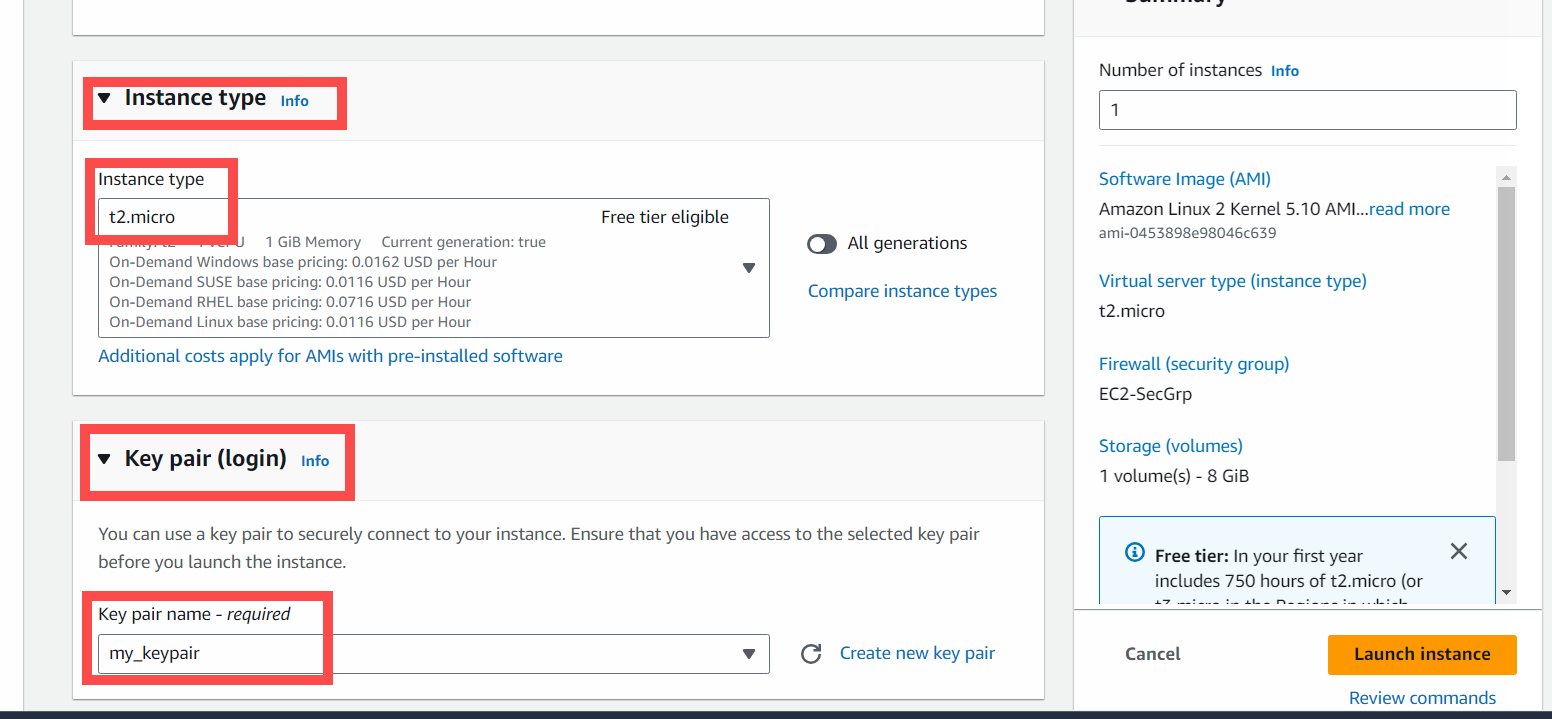 Instance type Info
Instance type
t2.micro Free tier eligible
1 GiB Memory Current generation: true
On-Demand Windows base pricing: 0.0162 USD per Hour
On-Demand SUSE base pricing: 0.0116 USD per Hour
On-Demand RHEL base pricing: 0.0716 USD per Hour
On-Demand Linux base pricing: 0.0116 USD per Hour
Additional costs apply for AMIs with pre-installed software
All generations
Compare instance types
Key pair (login) Info
You can use a key pair to securely connect to your instance. Ensure that you have access to the selected key pair
before you launch the instance.
Key pair name - required
my_keypair
Create new key pair
Summary
Number of instances Info
1
Software Image (AMI)
Amazon Linux 2 Kernel 5.10 AMI...read more
ami-0453898e98046c639
Virtual server type (instance type)
t2.micro
Firewall (security group)
EC2-SecGrp
Storage (volumes)
1 volume(s) - 8 GiB
Free tier: In your first year
includes 750 hours of t2.micro (or
t3.micro in the Regions in which
Cancel
Launch instance
Review commands